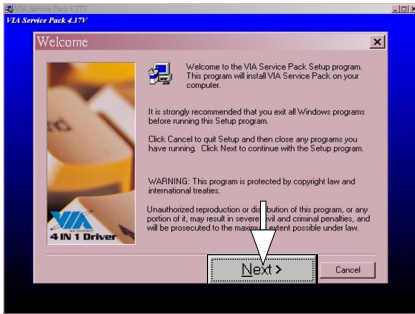 VIA Service Pack 4.37V
VIA Service Pack 4.37V
Welcome
Welcome to the VIA Service Pack Setup program.
This program will install VIA Service Pack on your
computer.
It is strongly recommended that you exit all Windows programs
before running this Setup program.
Click Cancel to quit Setup and then close any programs you
have running. Click Next to continue with the Setup program.
WARNING: This program is protected by copyright law and
international treaties.
Unauthorized reproduction or distribution of this program, or any
portion of it, may result in severe civil and criminal penalties, and
will be prosecuted to the maximum extent possible under law.
VIA
4 IN 1 Driver
Next >
Cancel